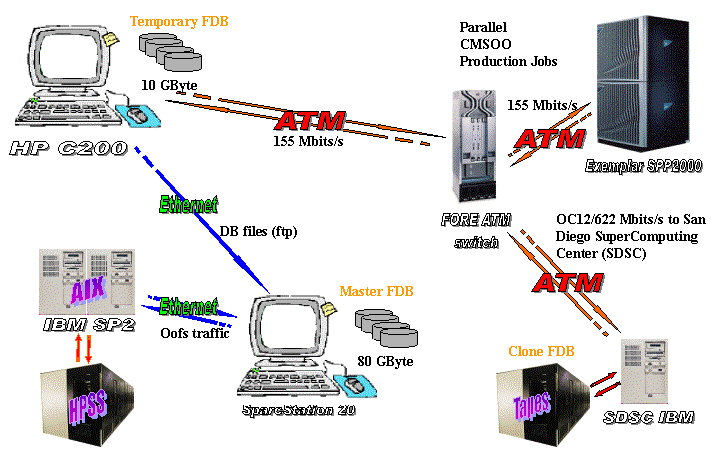 Temporary FDB
10 GByte
HP C200
ATM
155 Mbits/s
Parallel
CMSOO
Production Jobs
155 Mbits/s
ATM
Exemplar SPP2000
FORE ATM
switch
Ethernet
DB files (ftp)
OC12/622 Mbits/s to San
Diego SuperComputing
Center (SDSC)
ATM
AIX
IBM SP2
Ethernet
Oofs traffic
Master FDB
80 GByte
SparcStation 20
HPSS
Clone FDB
Tapes
SDSC IBM